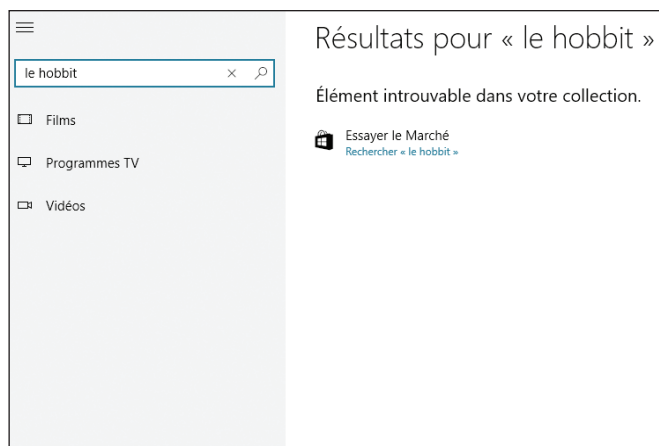 le hobbit
Films
Programmes TV
Vidéos
Résultats pour « le hobbit »
Élément introuvable dans votre collection.
Essayer le Marché
Rechercher « le hobbit »